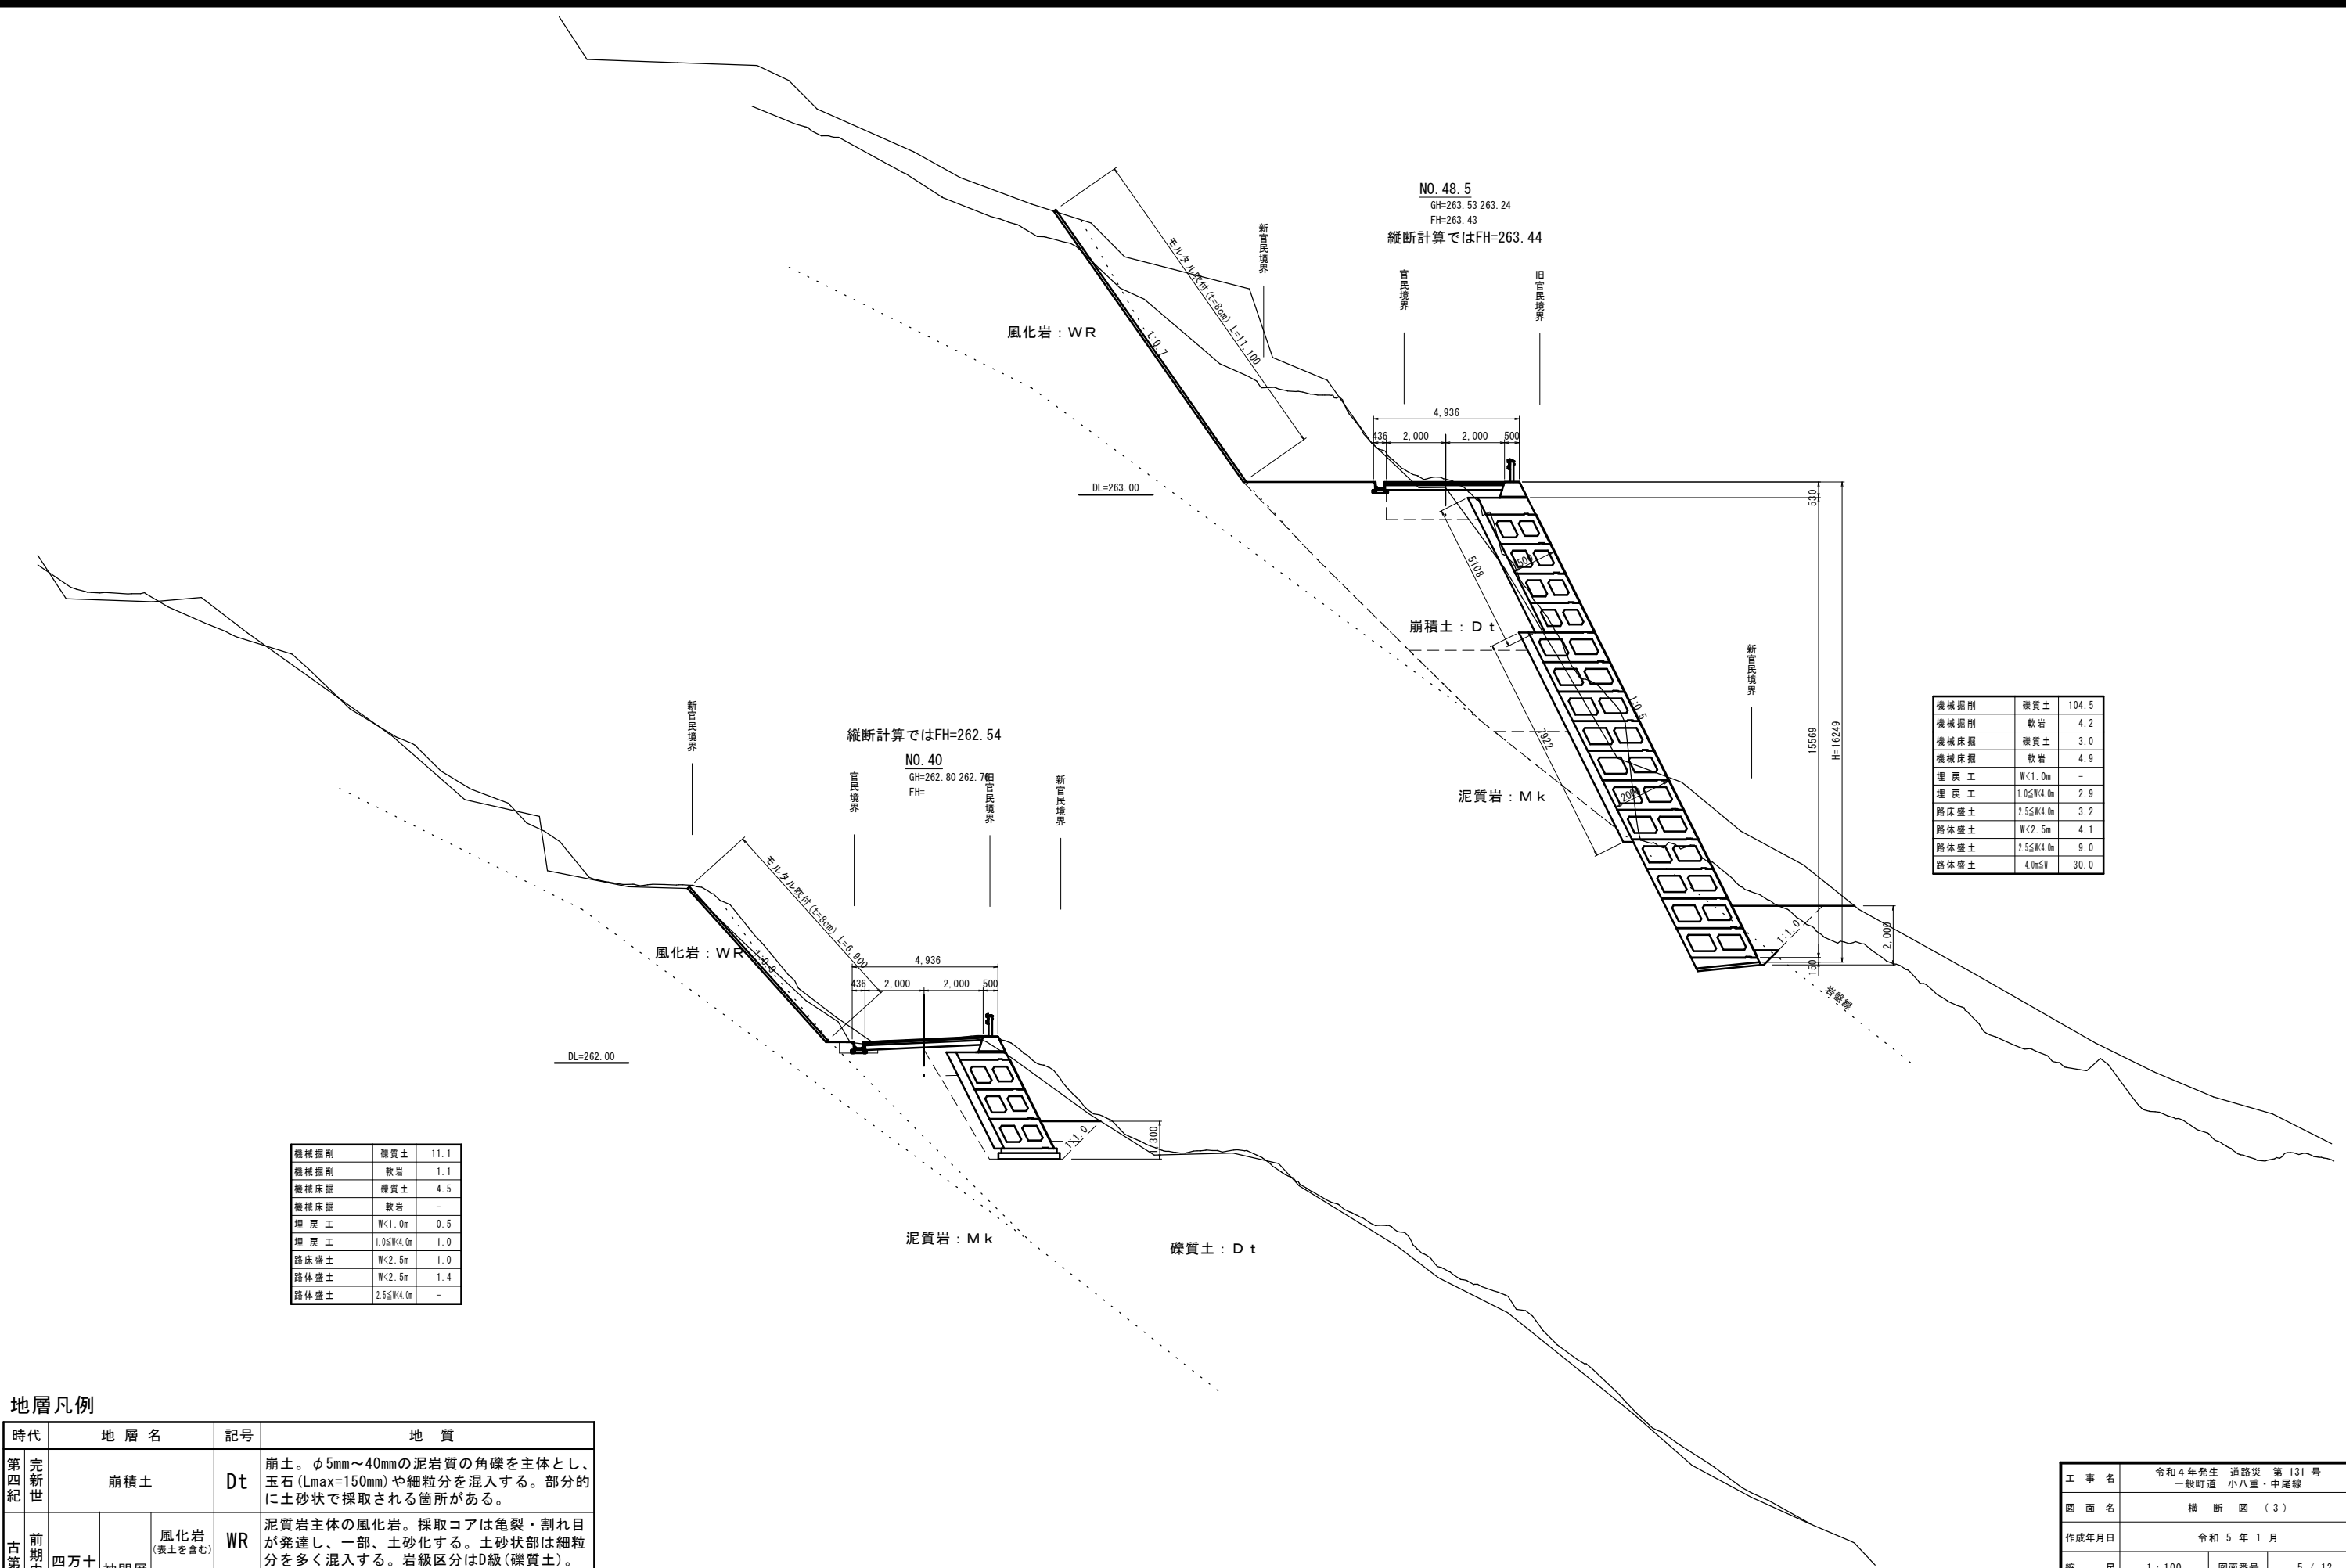 NO. 48. 5
GH=263. 53 263. 24
FH=263. 43
縦断計算ではFH=263. 44
新官民境界
官民境界
旧官民境界
モルタル吹付(t=8cm) L=11,100
1:0.7
風化岩：ＷＲ
4,936
436
2,000
2,000
500
DL=263. 00
530
5108
1500
崩積土：Ｄｔ
1:0.5
7922
2000
泥質岩：Ｍｋ
新官民境界
15569
H=16249
2,000
1:1.0
150
岩盤線
機械掘削 礫質土 104. 5
機械掘削 軟岩 4. 2
機械床掘 礫質土 3. 0
機械床掘 軟岩 4. 9
埋 戻 工 W<1. 0m -
埋 戻 工 1.0≦W<4.0m 2. 9
路床盛土 2.5≦W<4.0m 3. 2
路体盛土 W<2. 5m 4. 1
路体盛土 2.5≦W<4.0m 9. 0
路体盛土 4.0m≦W 30. 0
新官民境界
縦断計算ではFH=262. 54
NO. 40
GH=262. 80 262. 76
FH=
官民境界
旧官民境界
新官民境界
モルタル吹付(t=8cm) L=6,900
風化岩：ＷＲ
4,936
436
2,000
2,000
500
DL=262. 00
1:1.0
泥質岩：Ｍｋ
礫質土：Ｄｔ
機械掘削 礫質土 11. 1
機械掘削 軟岩 1. 1
機械床掘 礫質土 4. 5
機械床掘 軟岩 -
埋 戻 工 W<1. 0m 0. 5
埋 戻 工 1.0≦W<4.0m 1. 0
路床盛土 W<2. 5m 1. 0
路体盛土 W<2. 5m 1. 4
路体盛土 2.5≦W<4.0m -
地層凡例
時代 地 層 名 記号 地 質
第四紀 完新世 崩積土 Dt
崩土。φ5mm～40mmの泥岩質の角礫を主体とし、
玉石(Lmax=150mm)や細粒分を混入する。部分的
に土砂状で採取される箇所がある。
古第 前期 四万十 風化岩 WR
(表土を含む)
泥質岩主体の風化岩。採取コアは亀裂・割れ目
が発達し、一部、土砂化する。土砂状部は細粒
分を多く混入する。岩級区分はD級(礫質土)。
工 事 名 令和４年発生 道路災 第 131 号
一般町道 小八重・中尾線
図 面 名 横 断 図 （3）
作成年月日 令和 5 年 1 月
縮 尺 1 : 100 図面番号 5 / 12